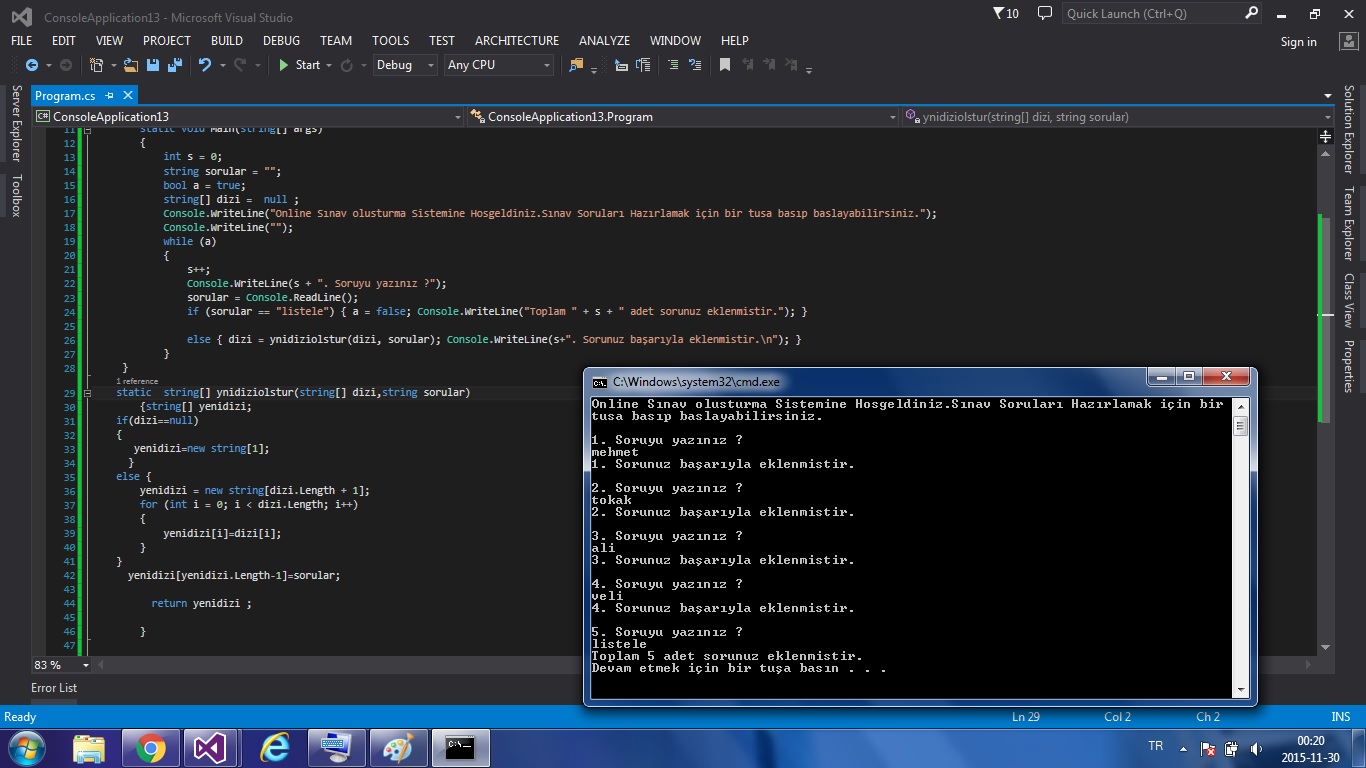 ConsoleApplication13 - Microsoft Visual Studio
10
Quick Launch (Ctrl+Q)
FILE EDIT VIEW PROJECT BUILD DEBUG TEAM TOOLS TEST ARCHITECTURE ANALYZE WINDOW HELP
Sign in
Start Debug Any CPU
Server Explorer
Toolbox
Program.cs
ConsoleApplication13
ConsoleApplication13.Program
ynidiziolstur(string[] dizi, string sorular)
Solution Explorer
Team Explorer
Class View
Properties
11 static void Main(string[] args)
12 {
13 int s = 0;
14 string sorular = "";
15 bool a = true;
16 string[] dizi = null ;
17 Console.WriteLine("Online Sınav olusturma Sistemine Hosgeldiniz.Sınav Soruları Hazırlamak için bir tusa basıp baslayabilirsiniz.");
18 Console.WriteLine("");
19 while (a)
20 {
21 s++;
22 Console.WriteLine(s + ". Soruyu yazınız ?");
23 sorular = Console.ReadLine();
24 if (sorular == "listele") { a = false; Console.WriteLine("Toplam " + s + " adet sorunuz eklenmistir."); }
25
26 else { dizi = ynidiziolstur(dizi, sorular); Console.WriteLine(s+". Sorunuz başarıyla eklenmistir.\n"); }
27 }
28 }
1 reference
29 static string[] ynidiziolstur(string[] dizi,string sorular)
30 {string[] yenidizi;
31 if(dizi==null)
32 {
33 yenidizi=new string[1];
34 }
35 else {
36 yenidizi = new string[dizi.Length + 1];
37 for (int i = 0; i < dizi.Length; i++)
38 {
39 yenidizi[i]=dizi[i];
40 }
41 }
42 yenidizi[yenidizi.Length-1]=sorular;
43
44 return yenidizi ;
45
46 }
47
83 %
C:\Windows\system32\cmd.exe
Online Sınav olusturma Sistemine Hosgeldiniz.Sınav Soruları Hazırlamak için bir
tusa basıp baslayabilirsiniz.
1. Soruyu yazınız ?
mehmet
1. Sorunuz başarıyla eklenmistir.
2. Soruyu yazınız ?
tokak
2. Sorunuz başarıyla eklenmistir.
3. Soruyu yazınız ?
ali
3. Sorunuz başarıyla eklenmistir.
4. Soruyu yazınız ?
veli
4. Sorunuz başarıyla eklenmistir.
5. Soruyu yazınız ?
listele
Toplam 5 adet sorunuz eklenmistir.
Devam etmek için bir tuşa basın . . .
Error List
Ready
Ln 29 Col 2 Ch 2 INS
TR
00:20
2015-11-30